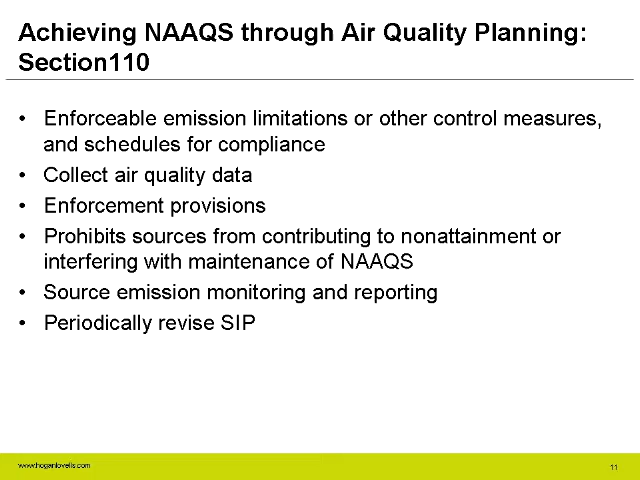 Achieving NAAQS through Air Quality Planning:
Section110
• Enforceable emission limitations or other control measures,
and schedules for compliance
• Collect air quality data
• Enforcement provisions
• Prohibits sources from contributing to nonattainment or
interfering with maintenance of NAAQS
• Source emission monitoring and reporting
• Periodically revise SIP
www.hoganlovells.com
11